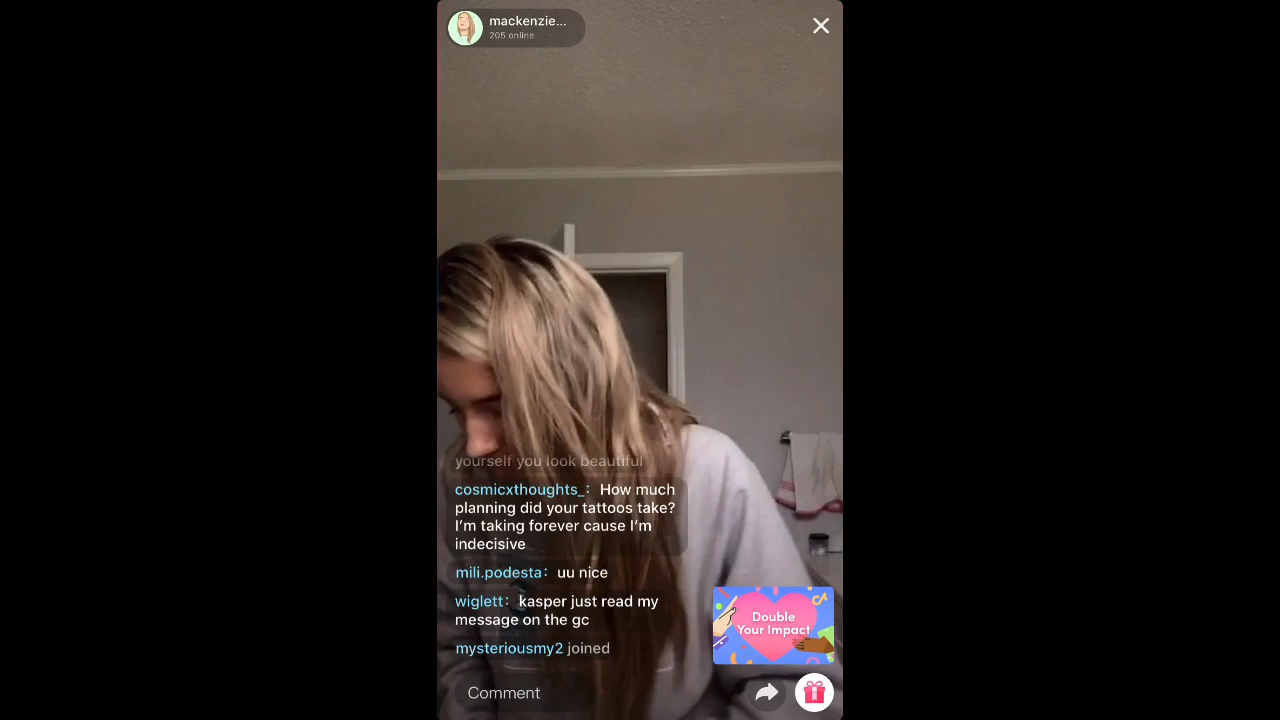 mackenzie...
205 online
yourself you look beautiful
cosmicxthoughts_: How much
planning did your tattoos take?
I'm taking forever cause I'm
indecisive
mili.podesta: uu nice
wiglett: kasper just read my
message on the gc
mysteriousmy2 joined
Double
Your Impact
Comment